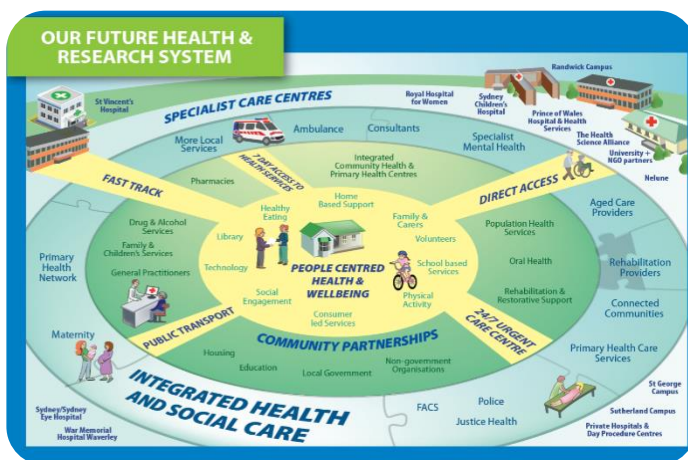 OUR FUTURE HEALTH &
RESEARCH SYSTEM
St Vincent's
Hospital
SPECIALIST CARE CENTRES
Royal Hospital
for Women
Sydney
Children's
Hospital
Randwick Campus
Prince of Wales
Hospital & Health
Services
The Health
Science Alliance
University +
NGO partners
Nelune
More Local
Services
Ambulance
Consultants
Specialist
Mental Health
FAST TRACK
7 DAY ACCESS TO
HEALTH SERVICES
DIRECT ACCESS
Pharmacies
Integrated
Community Health &
Primary Health Centres
Home
Based Support
Healthy
Eating
Family &
Carers
Library
Volunteers
Technology
PEOPLE CENTRED
HEALTH &
WELLBEING
School based
Services
Social
Engagement
Physical
Activity
Consumer
led Services
Drug & Alcohol
Services
Family &
Children's Services
General Practitioners
Population Health
Services
Oral Health
Rehabilitation &
Restorative Support
Aged Care
Providers
Rehabilitation
Providers
Connected
Communities
Primary Health Care
Services
Primary
Health
Network
Maternity
PUBLIC TRANSPORT
24/7 URGENT
CARE CENTRE
COMMUNITY PARTNERSHIPS
Housing
Education
Local Government
Non-government
Organisations
INTEGRATED HEALTH
AND SOCIAL CARE
FACS
Police
Justice Health
Sydney/Sydney
Eye Hospital
War Memorial
Hospital Waverley
St George
Campus
Sutherland Campus
Private Hospitals &
Day Procedure Centres